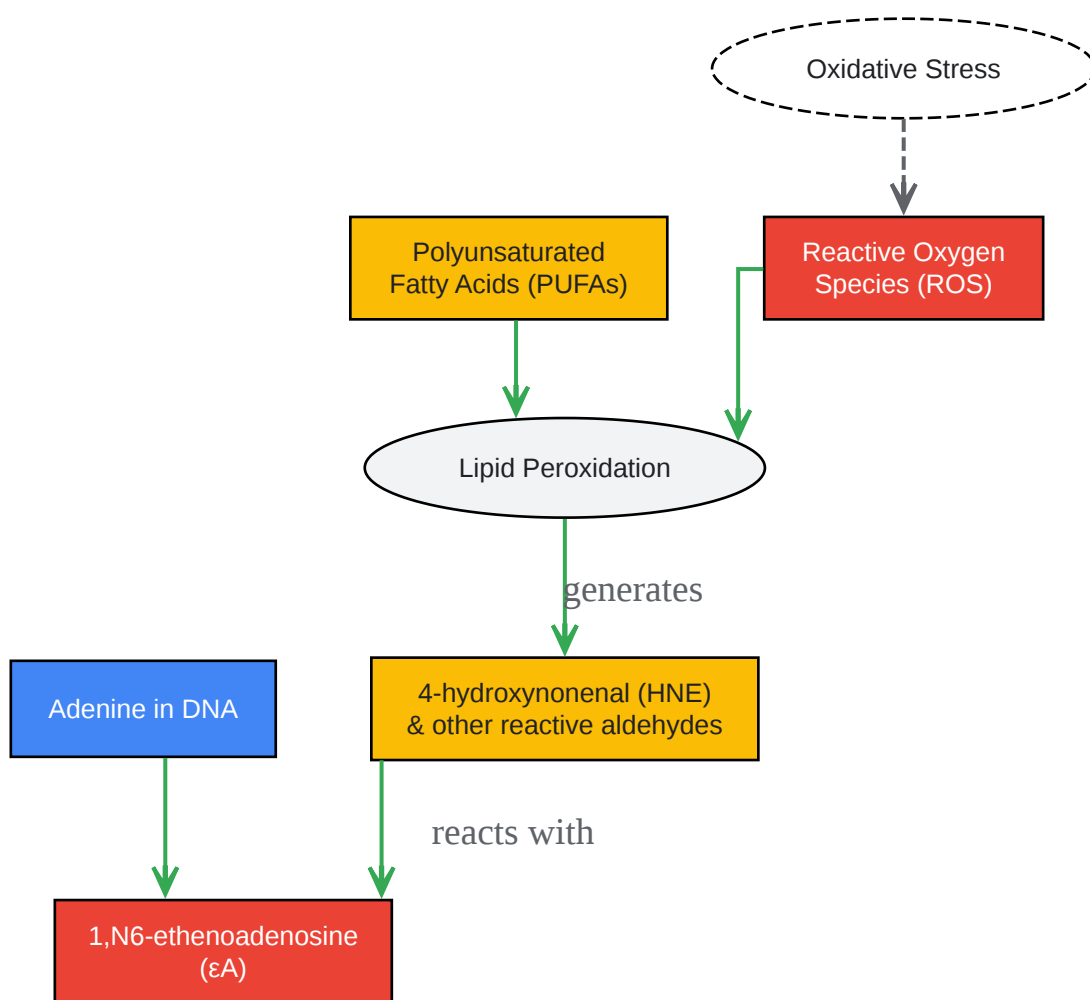 Oxidative Stress
Polyunsaturated
Fatty Acids (PUFAs)
Reactive Oxygen
Species (ROS)
Lipid Peroxidation
generates
Adenine in DNA
4-hydroxynonenal (HNE)
& other reactive aldehydes
reacts with
1,N6-ethenoadenosine
(εA)